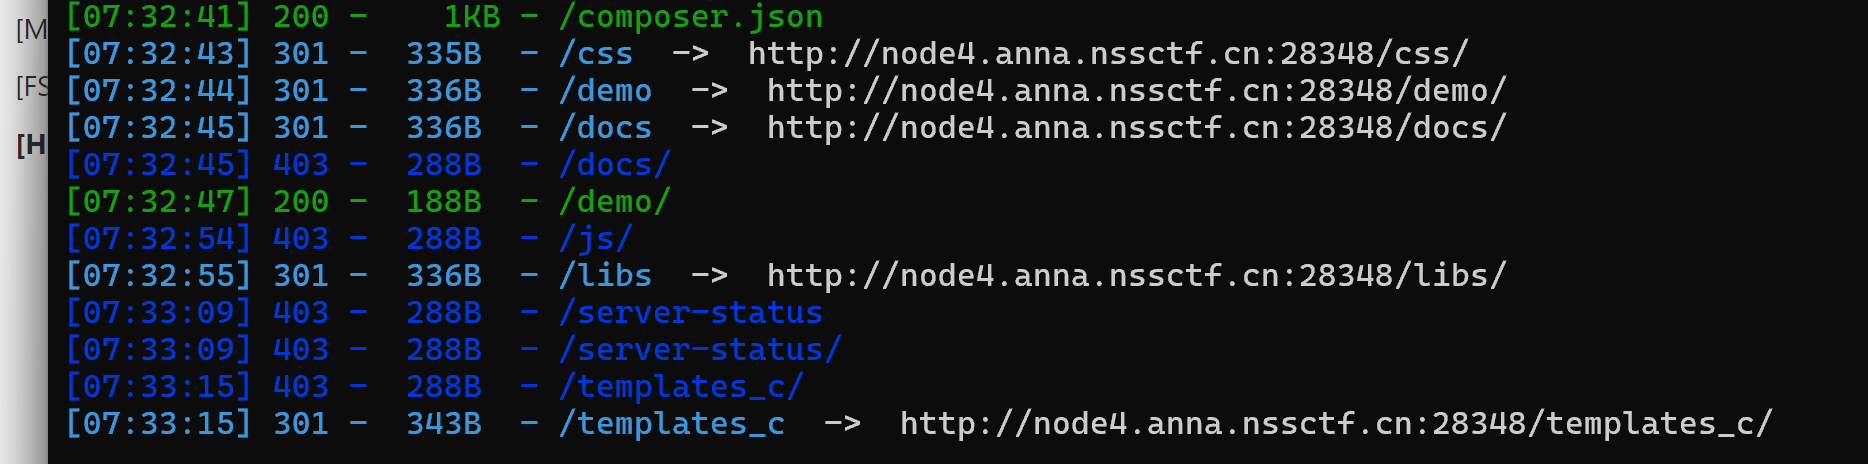 [07:32:41] 200 -    1KB - /composer.json
[M
[07:32:43] 301 -  335B  - /css  ->  http://node4.anna.nssctf.cn:28348/css/
[07:32:44] 301 -  336B  - /demo  ->  http://node4.anna.nssctf.cn:28348/demo/
[FS
[07:32:45] 301 -  336B  - /docs  ->  http://node4.anna.nssctf.cn:28348/docs/
[H
[07:32:45] 403 -  288B  - /docs/
[07:32:47] 200 -  188B  - /demo/
[07:32:54] 403 -  288B  - /js/
[07:32:55] 301 -  336B  - /libs  ->  http://node4.anna.nssctf.cn:28348/libs/
[07:33:09] 403 -  288B  - /server-status
[07:33:09] 403 -  288B  - /server-status/
[07:33:15] 403 -  288B  - /templates_c/
[07:33:15] 301 -  343B  - /templates_c  ->  http://node4.anna.nssctf.cn:28348/templates_c/